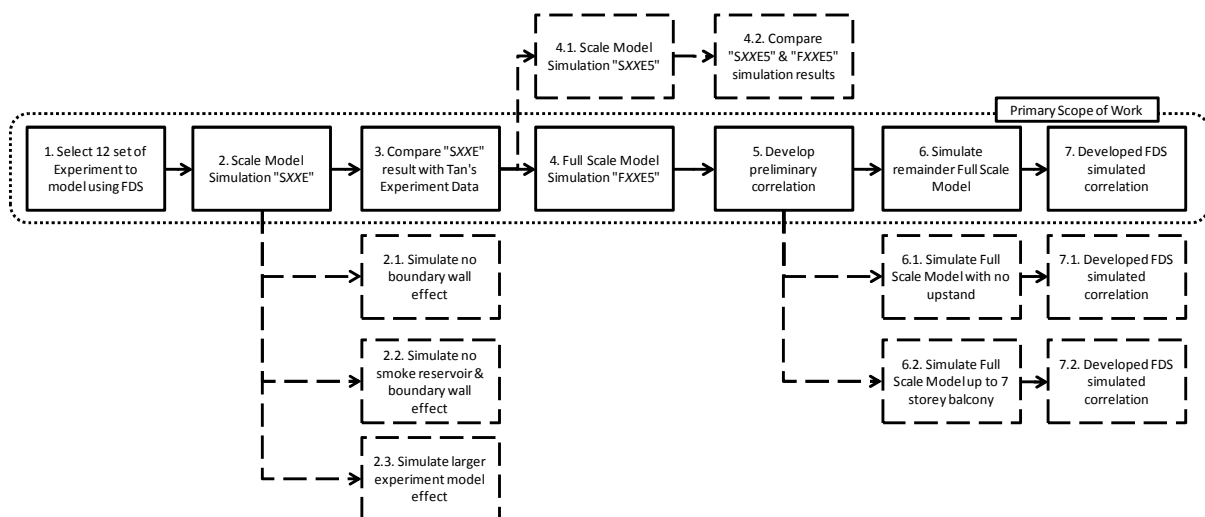 4.1. Scale Model
Simulation "SXXE5"
4.2. Compare
"SXXE5" & "FXXE5"
simulation results
Primary Scope of Work
1. Select 12 set of
Experiment to
model using FDS
2. Scale Model
Simulation "SXXE"
3. Compare "SXXE"
result with Tan's
Experiment Data
4. Full Scale Model
Simulation "FXXE5"
5. Develop
preliminary
correlation
6. Simulate
remainder Full Scale
Model
7. Developed FDS
simulated
correlation
2.1. Simulate no
boundary wall
effect
6.1. Simulate Full
Scale Model with no
upstand
7.1. Developed FDS
simulated
correlation
2.2. Simulate no
smoke reservoir &
boundary wall
effect
6.2. Simulate Full
Scale Model up to 7
storey balcony
7.2. Developed FDS
simulated
correlation
2.3. Simulate larger
experiment model
effect